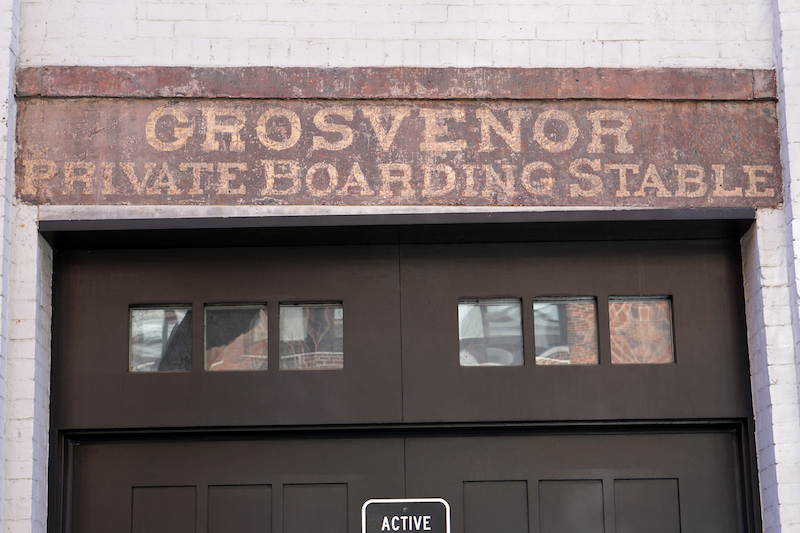 GROSVENOR
PRIVATE BOARDING STABLE
ACTIVE